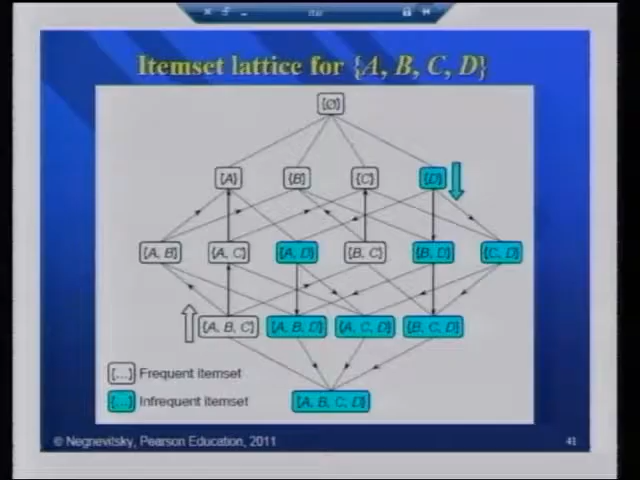 Itemset lattice for {A, B, C, D}
{Ø}
{A} {B} {C} {D}
{A, B} {A, C} {A, D} {B, C} {B, D} {C, D}
{A, B, C} {A, B, D} {A, C, D} {B, C, D}
{...} Frequent itemset
{...} Infrequent itemset
{A, B, C, D}
© Negnevitsky, Pearson Education, 2011
41